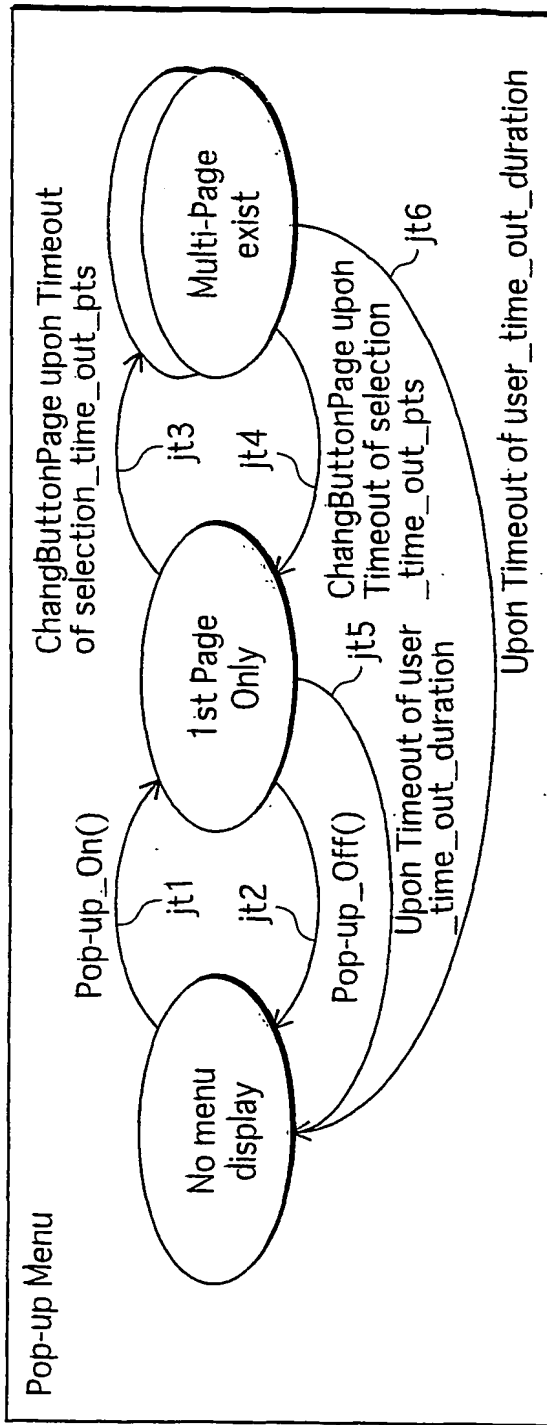 Pop-up Menu
No menu
display
Pop-up_On()
jt1
jt2
Pop-up_Off()
1st Page
Only
jt5
Upon Timeout of user
_time_out_duration
ChangButtonPage upon Timeout
of selection_time_out_pts
jt3
jt4
ChangButtonPage upon
Timeout of selection
_time_out_pts
Multi-Page
exist
jt6
Upon Timeout of user_time_out_duration